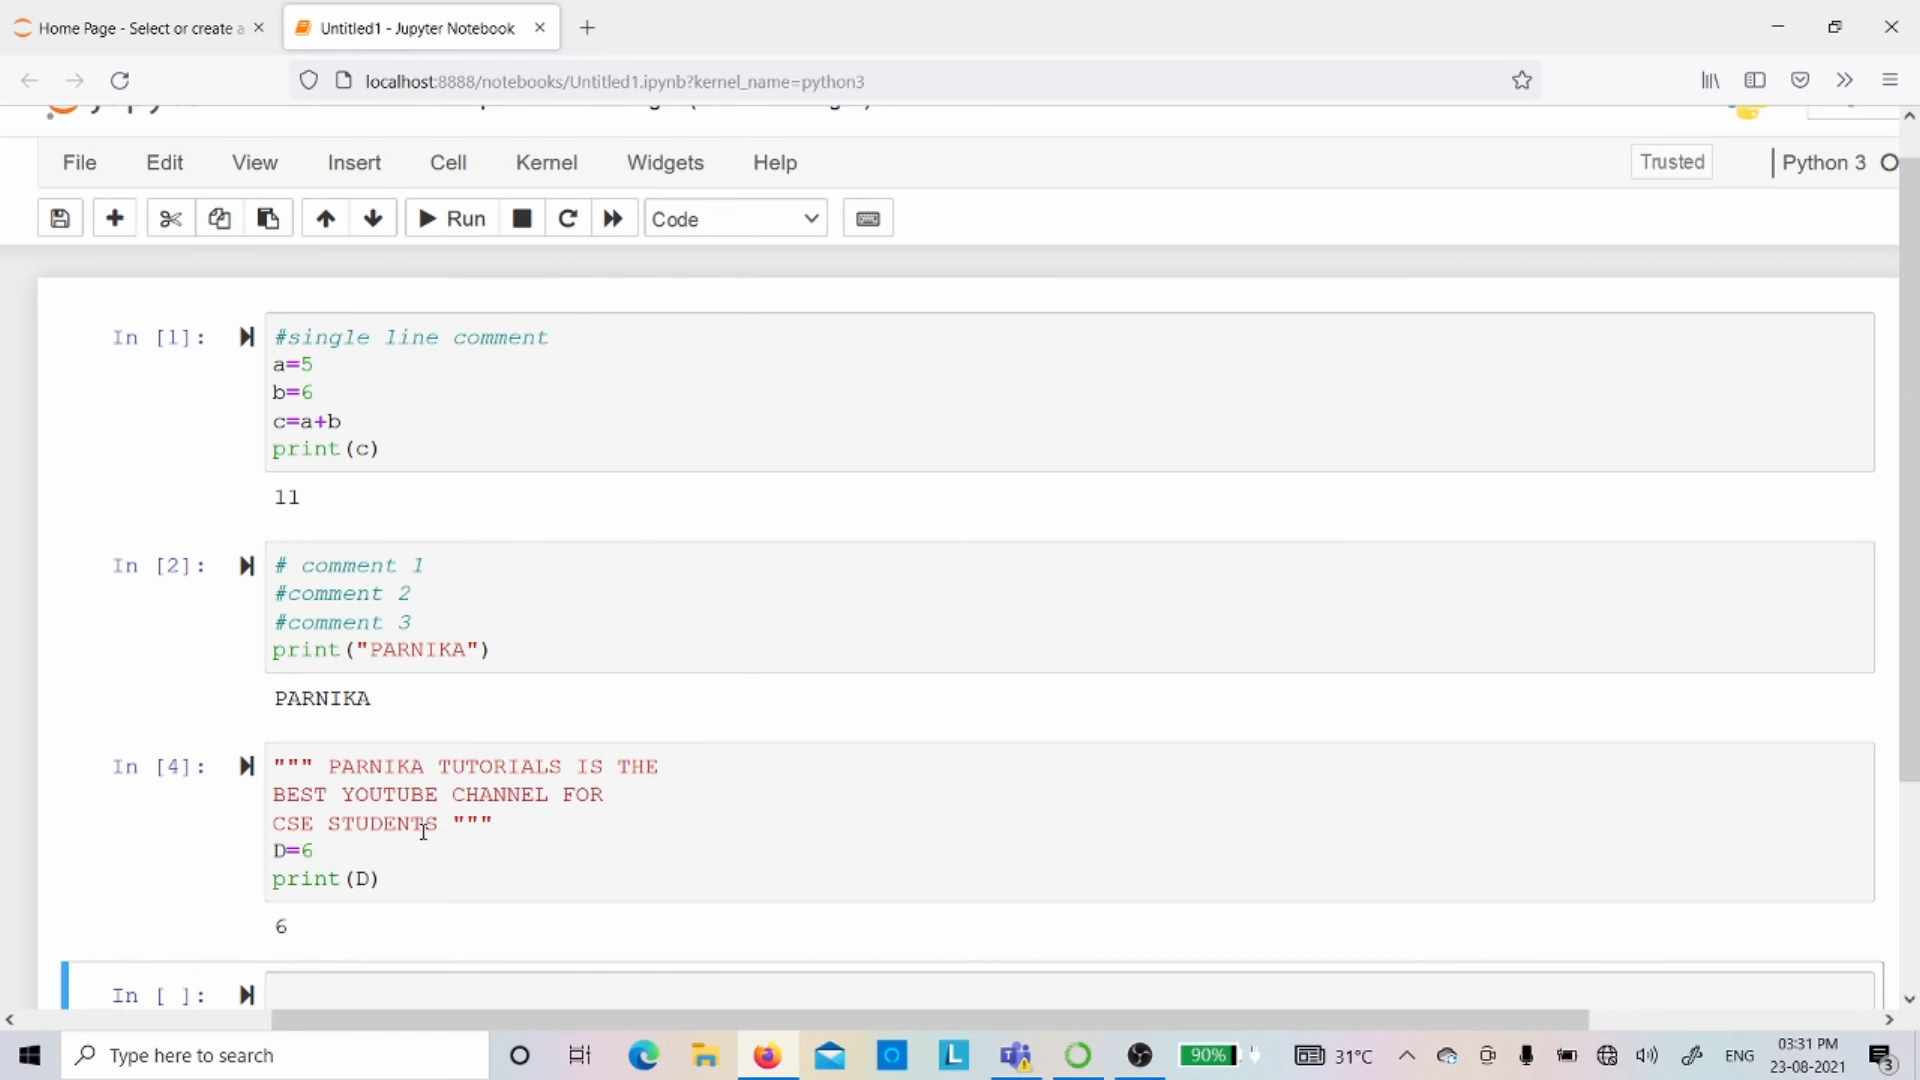 Home Page - Select or create a
Untitled1 - Jupyter Notebook
localhost:8888/notebooks/Untitled1.ipynb?kernel_name=python3
File Edit View Insert Cell Kernel Widgets Help
Trusted
Python 3
Run
Code
In [1]:
#single line comment
a=5
b=6
c=a+b
print(c)
11
In [2]:
# comment 1
#comment 2
#comment 3
print("PARNIKA")
PARNIKA
In [4]:
""" PARNIKA TUTORIALS IS THE
BEST YOUTUBE CHANNEL FOR
CSE STUDENTS """
D=6
print(D)
6
In [ ]:
Type here to search
L
90%
31°C
ENG
03:31 PM
23-08-2021
3